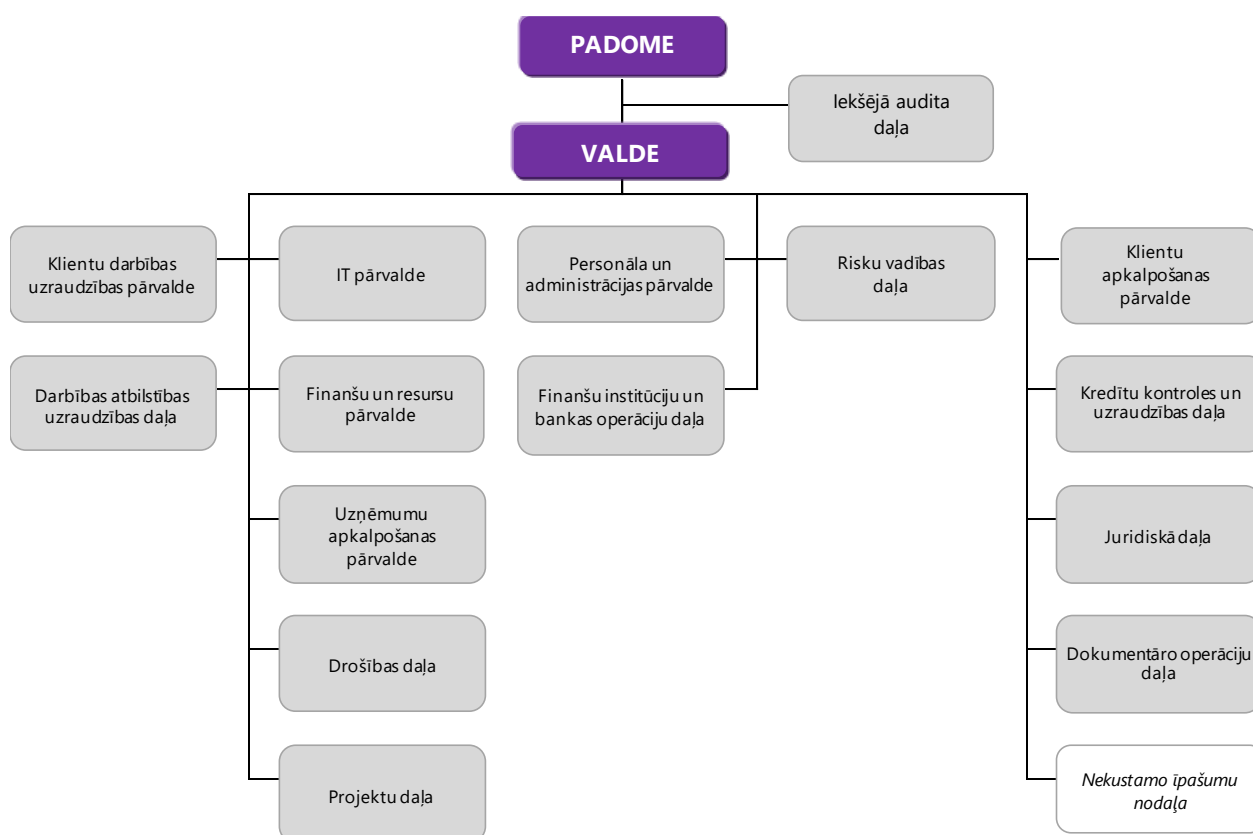 PADOME
Iekšējā audita
daļa
VALDE
Klientu darbības
uzraudzības pārvalde
IT pārvalde
Personāla un
administrācijas pārvalde
Risku vadības
daļa
Klientu
apkalpošanas
pārvalde
Darbības atbilstības
uzraudzības daļa
Finanšu un resursu
pārvalde
Finanšu institūciju un
bankas operāciju daļa
Kredītu kontroles un
uzraudzības daļa
Uzņēmumu
apkalpošanas
pārvalde
Juridiskā daļa
Drošības daļa
Dokumentāro operāciju
daļa
Projektu daļa
Nekustamo īpašumu
nodaļa